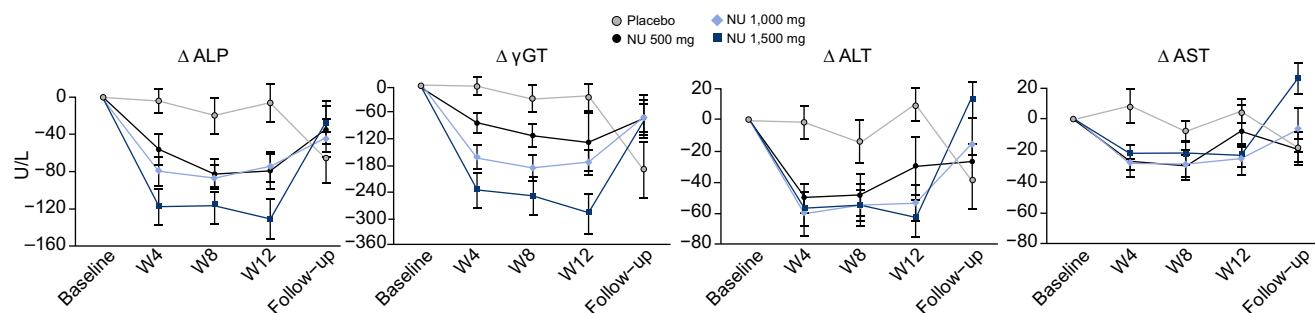 Placebo
NU 1,000 mg
NU 500 mg
NU 1,500 mg
Δ ALP
Δ γGT
Δ ALT
Δ AST
U/L
0
−40
−80
−120
−160
Baseline
W4
W8
W12
Follow−up
0
−60
−120
−180
−240
−300
−360
Baseline
W4
W8
W12
Follow−up
20
0
−20
−40
−60
−80
Baseline
W4
W8
W12
Follow−up
20
0
−20
−40
−60
−80
Baseline
W4
W8
W12
Follow−up